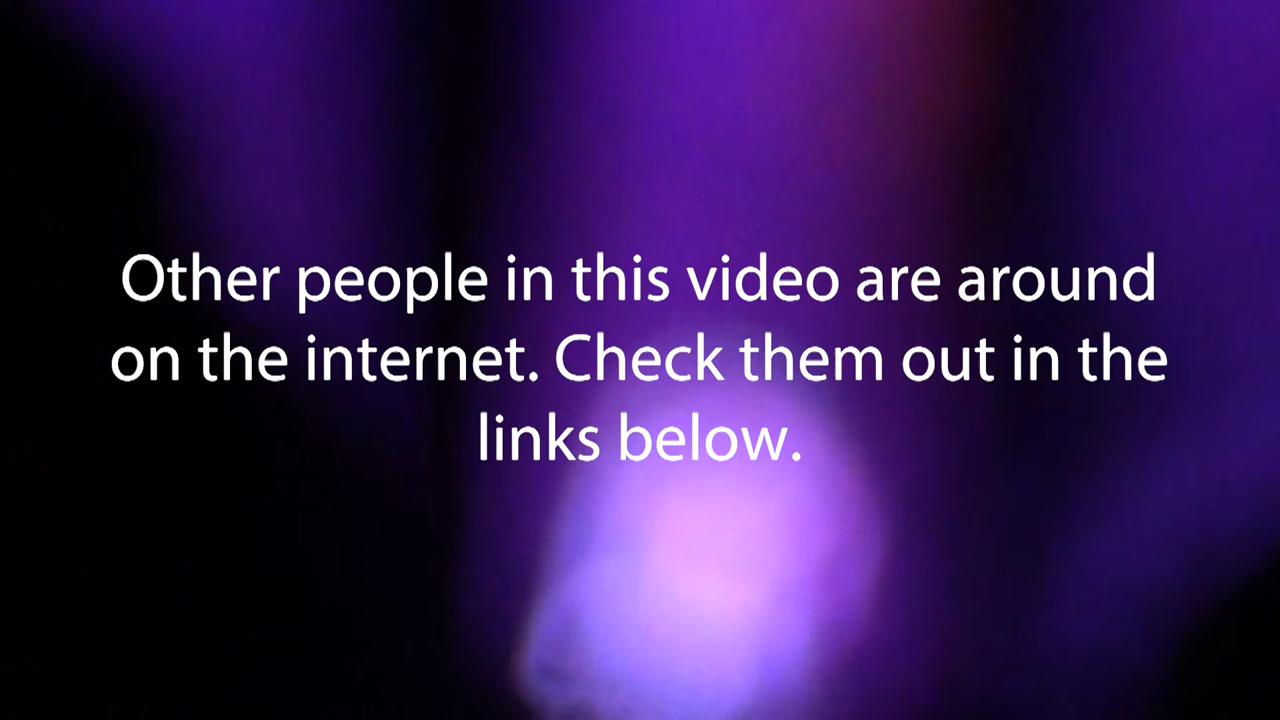 Other people in this video are around
on the internet. Check them out in the
links below.